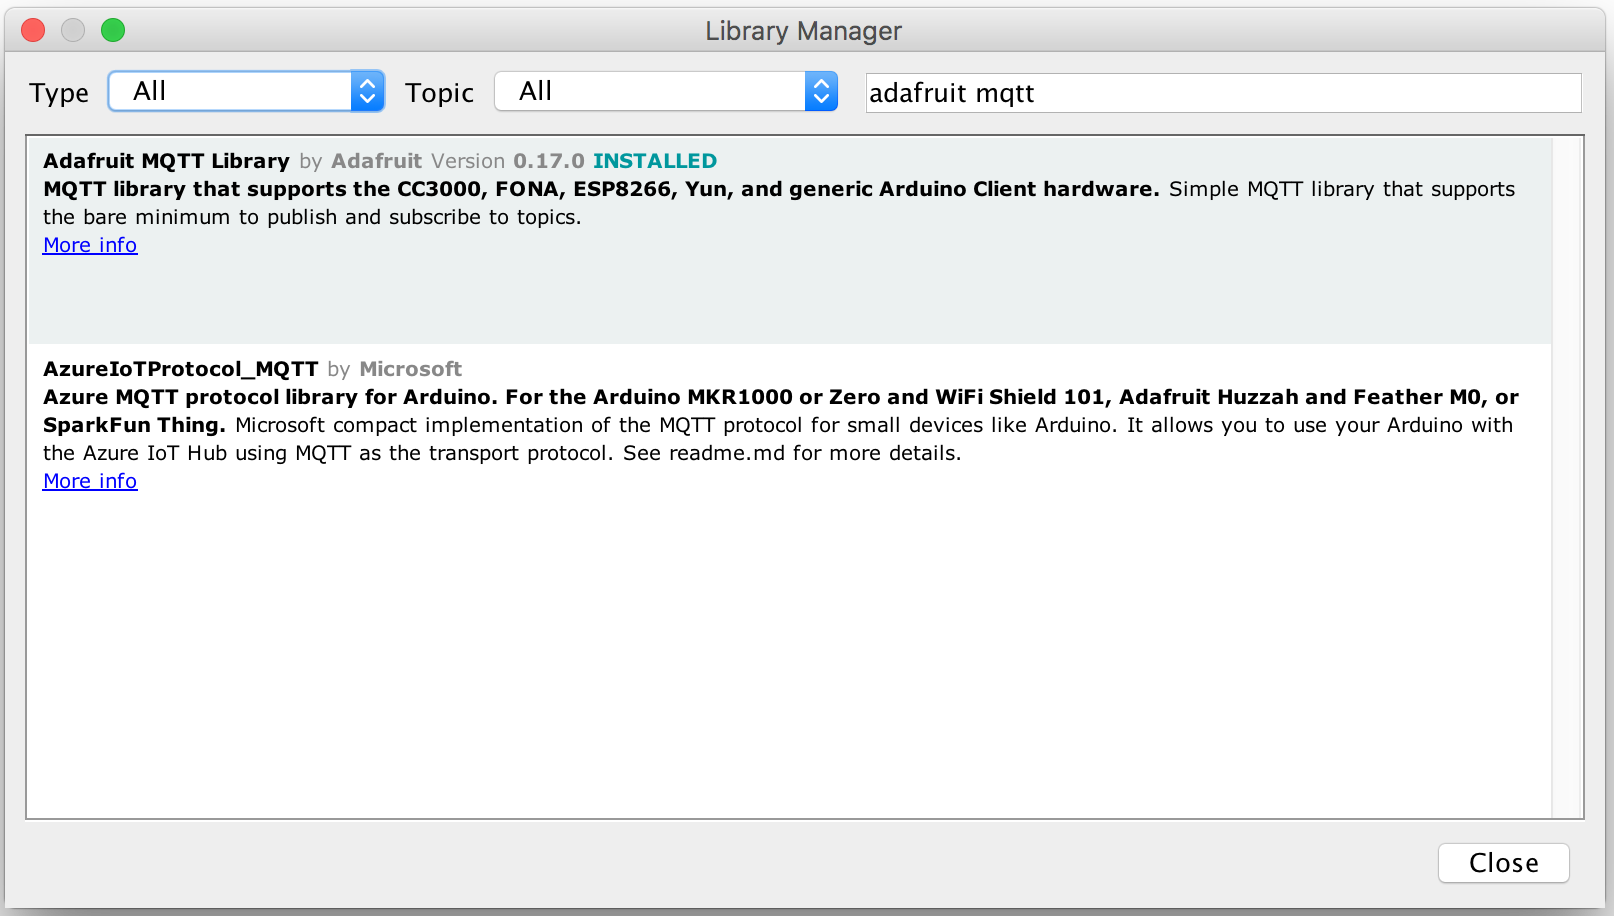 Library Manager
Type All Topic All adafruit mqtt
Adafruit MQTT Library by Adafruit Version 0.17.0 INSTALLED
MQTT library that supports the CC3000, FONA, ESP8266, Yun, and generic Arduino Client hardware. Simple MQTT library that supports
the bare minimum to publish and subscribe to topics.
More info
AzureIoTProtocol_MQTT by Microsoft
Azure MQTT protocol library for Arduino. For the Arduino MKR1000 or Zero and WiFi Shield 101, Adafruit Huzzah and Feather M0, or
SparkFun Thing. Microsoft compact implementation of the MQTT protocol for small devices like Arduino. It allows you to use your Arduino with
the Azure IoT Hub using MQTT as the transport protocol. See readme.md for more details.
More info
Close